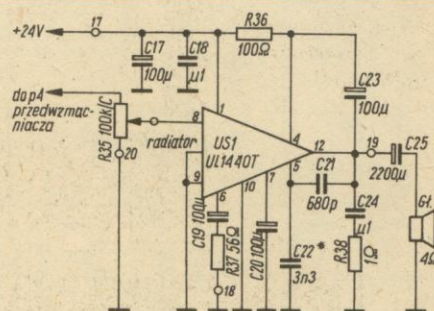 17
+24V
R36
100Ω
C17
100µ
C18
µ1
C23
100µ
do p4
przedwzmac-
niacza
R35 100k/C
20
8
radiator
1
US1
UL1440T
4
12
5
9
6
10
7
19
C25
2200µ
C21
680p
C24
µ1
C19 100µ
R37 56Ω
18
C20 100µ
C22*
3n3
R38
1Ω
Gł.
4Ω